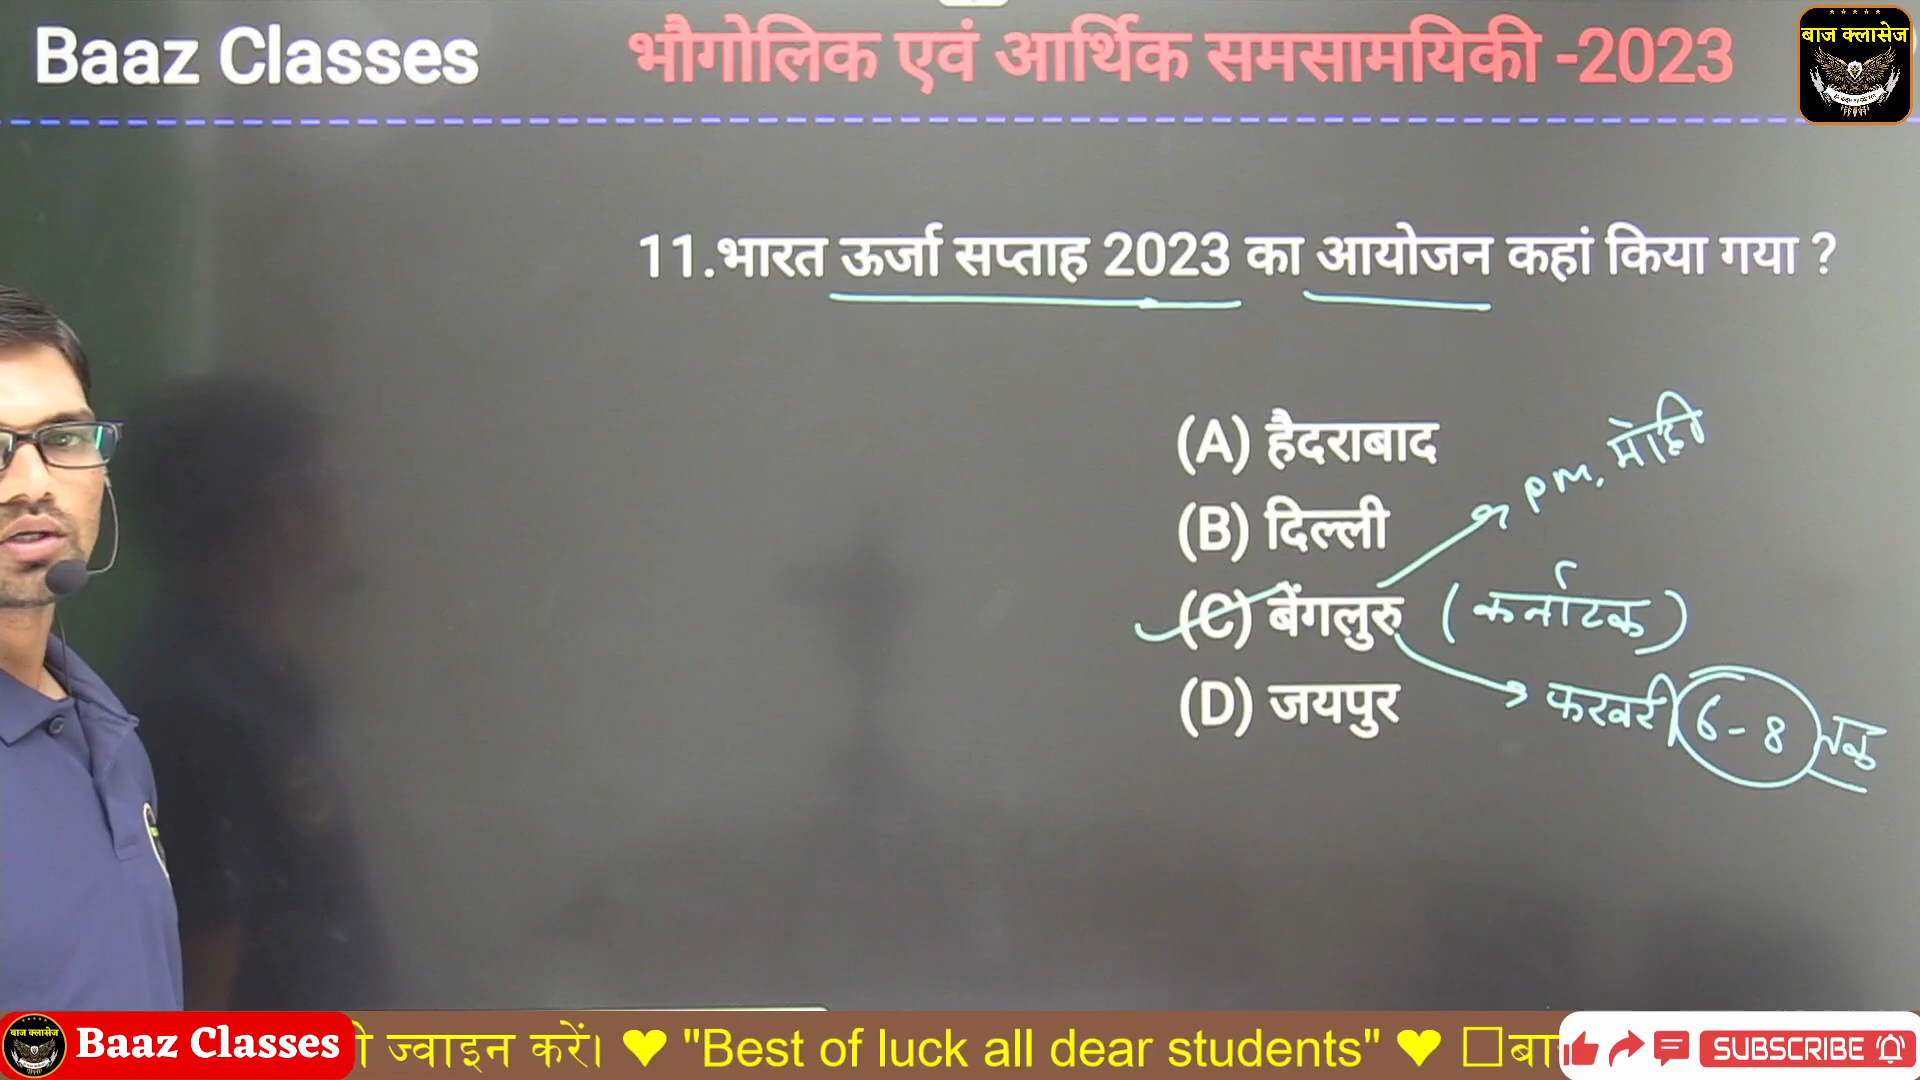 Baaz Classes
भौगोलिक एवं आर्थिक समसामयिकी -2023
बाज क्लासेज
11.भारत ऊर्जा सप्ताह 2023 का आयोजन कहां किया गया ?
(A) हैदराबाद
PM. मोदी
(B) दिल्ली
(C) बेंगलुरु (कर्नाटक)
(D) जयपुर
फरवरी 6-8 तक
बाज क्लासेज
Baaz Classes
ज्वाइन करें। ♥ "Best of luck all dear students" ♥
SUBSCRIBE